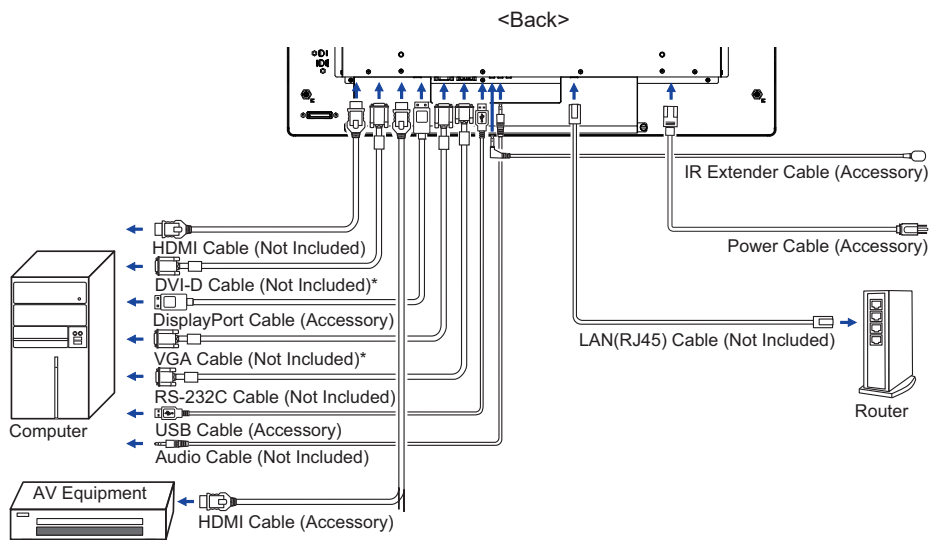 <Back>
IR Extender Cable (Accessory)
HDMI Cable (Not Included)
Power Cable (Accessory)
DVI-D Cable (Not Included)*
DisplayPort Cable (Accessory)
LAN(RJ45) Cable (Not Included)
VGA Cable (Not Included)*
RS-232C Cable (Not Included)
Router
Computer
USB Cable (Accessory)
Audio Cable (Not Included)
AV Equipment
HDMI Cable (Accessory)